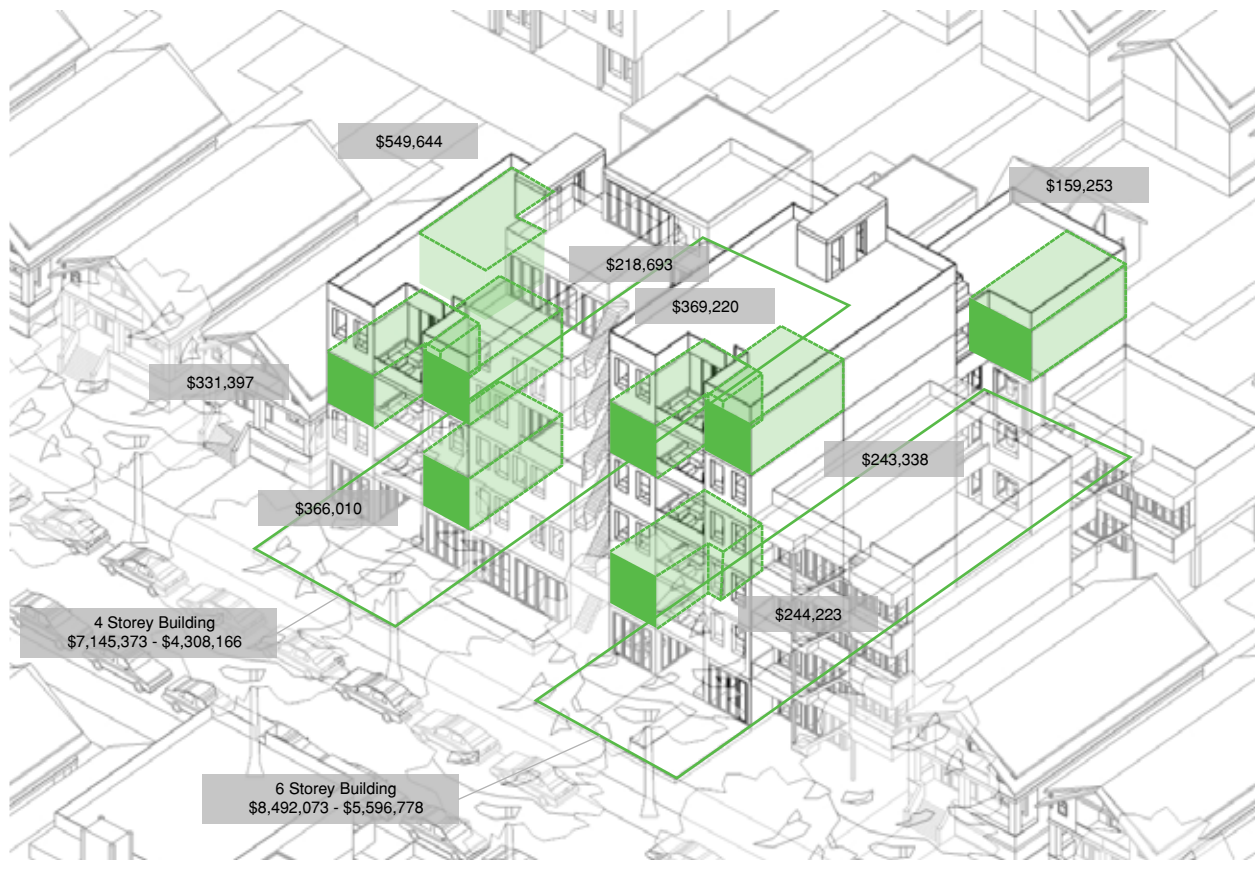 $549,644
$159,253
$218,693
$369,220
$331,397
$243,338
$366,010
$244,223
4 Storey Building
$7,145,373 - $4,308,166
6 Storey Building
$8,492,073 - $5,596,778